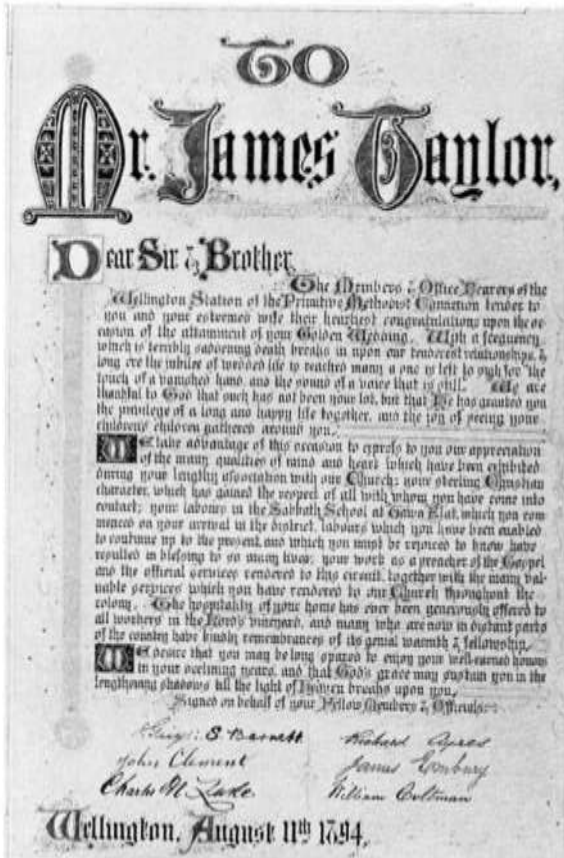 TO
Mr. James Taylor,
Dear Sir & Brother,
The Members & Office Bearers of the
Wellington Station of the Primitive Methodist Connexion tender to
you and your esteemed wife their heartiest congratulations upon the oc-
casion of the attainment of your Golden Wedding. With a frequency
which is terribly saddening death breaks in upon our tenderest relationships, &
long ere the jubilee of wedded life is reached many a one is left to sigh for "the
touch of a vanished hand, and the sound of a voice that is still." We are
thankful to God that such has not been your lot, but that He has granted you
the privilege of a long and happy life together, and the joy of seeing your
children's children gathered around you.
We take advantage of this occasion to express to you our appreciation
of the many qualities of mind and heart which have been exhibited
during your lengthy association with our Church; your sterling Christian
character, which has gained the respect of all with whom you have come into
contact; your labours in the Sabbath School at Gawa Flat, which you com-
menced on your arrival in the district, labours which you have been enabled
to continue up to the present, and which you must be rejoiced to know have
resulted in blessing to so many lives; your work as a preacher of the Gospel
and the official services rendered to this circuit, together with the many val-
uable services which you have rendered to our Church throughout the
colony. The hospitality of your home has ever been generously offered to
all workers in the Lord's vineyard, and many who are now in distant parts
of the country have kindly remembrances of its genial warmth & fellowship.
We desire that you may be long spared to enjoy your well-earned honours
in your declining years, and that God's grace may sustain you in the
lengthening shadows till the light of Heaven breaks upon you.
Signed on behalf of your Fellow Members & Officials:
S Barnett Richard Ayres
John Clement James Embury
Charles M. Luke. William Coltman
Wellington, August 11th 1894.